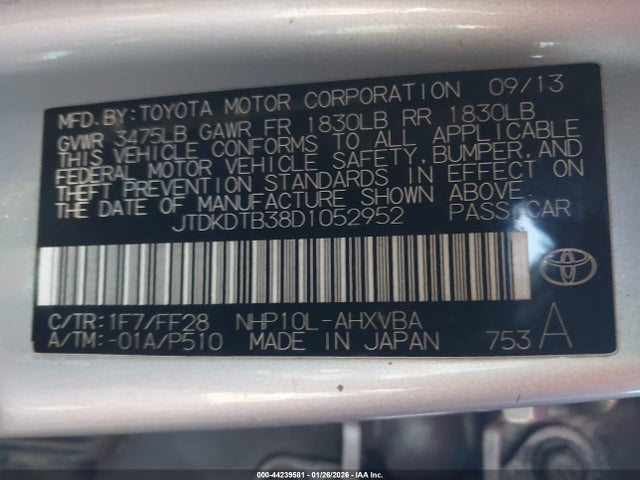 MFD.BY:TOYOTA MOTOR CORPORATION 09/13
GVWR 3475LB GAWR FR 1830LB RR 1830LB
THIS VEHICLE CONFORMS TO ALL APPLICABLE
FEDERAL MOTOR VEHICLE SAFETY,BUMPER,AND
THEFT PREVENTION STANDARDS IN EFFECT ON
THE DATE OF MANUFACTURE SHOWN ABOVE.
JTDKDTB38D1052952 PASS.CAR
C/TR:1F7/FF28 NHP10L-AHXVBA
A/TM:-01A/P510 MADE IN JAPAN 753 A
000-44239581 | 01/26/2026 | IAA Inc.